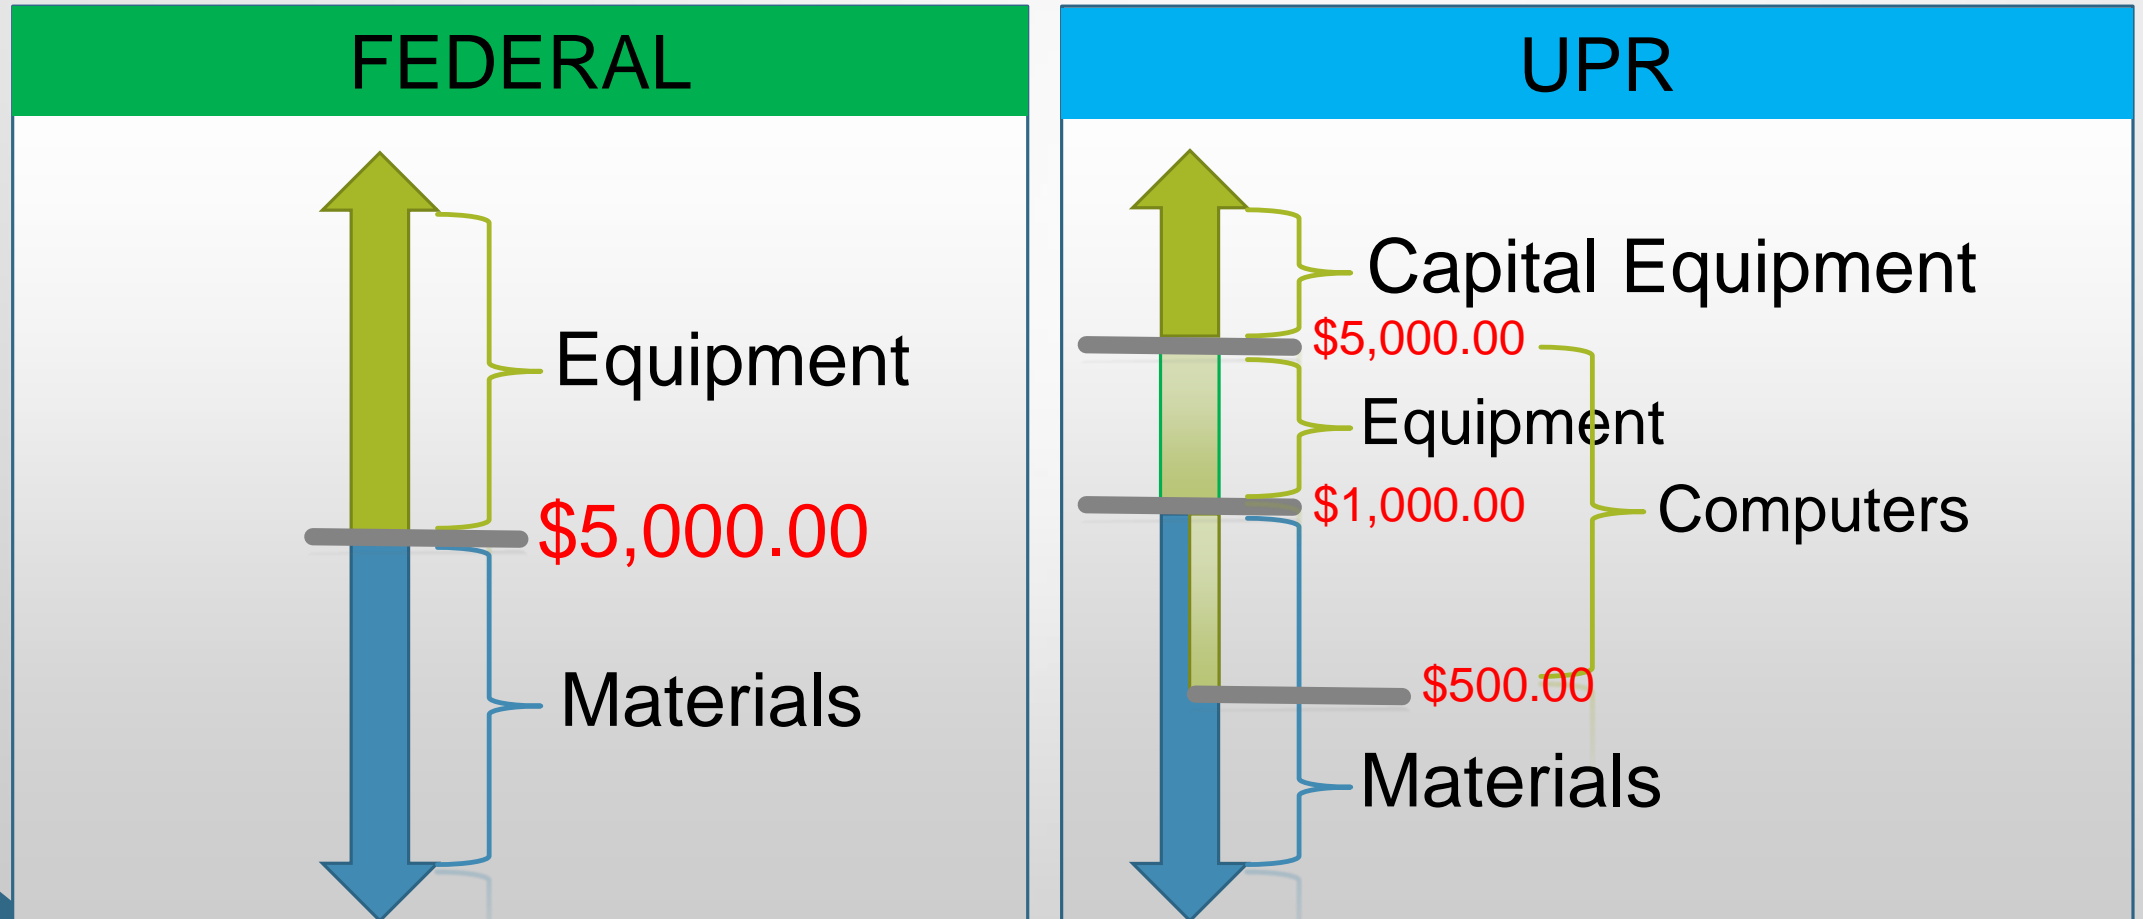 FEDERAL
Equipment
$5,000.00
Materials
UPR
Capital Equipment
$5,000.00
Equipment
$1,000.00
Computers
$500.00
Materials